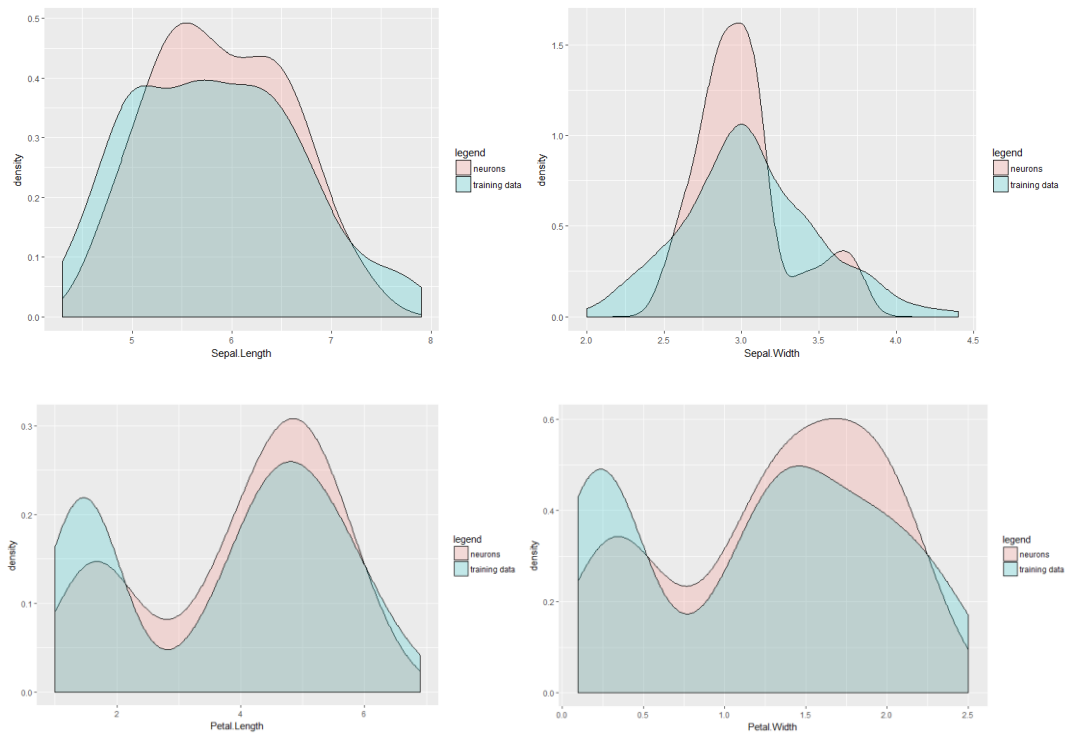 0.5
0.4
0.3
0.2
0.1
0.0
density
5
6
7
8
Sepal.Length
legend
neurons
training data
1.5
1.0
0.5
0.0
density
2.0
2.5
3.0
3.5
4.0
4.5
Sepal.Width
legend
neurons
training data
0.3
0.2
0.1
0.0
density
2
4
6
Petal.Length
legend
neurons
training data
0.6
0.4
0.2
0.0
density
0.0
0.5
1.0
1.5
2.0
2.5
Petal.Width
legend
neurons
training data